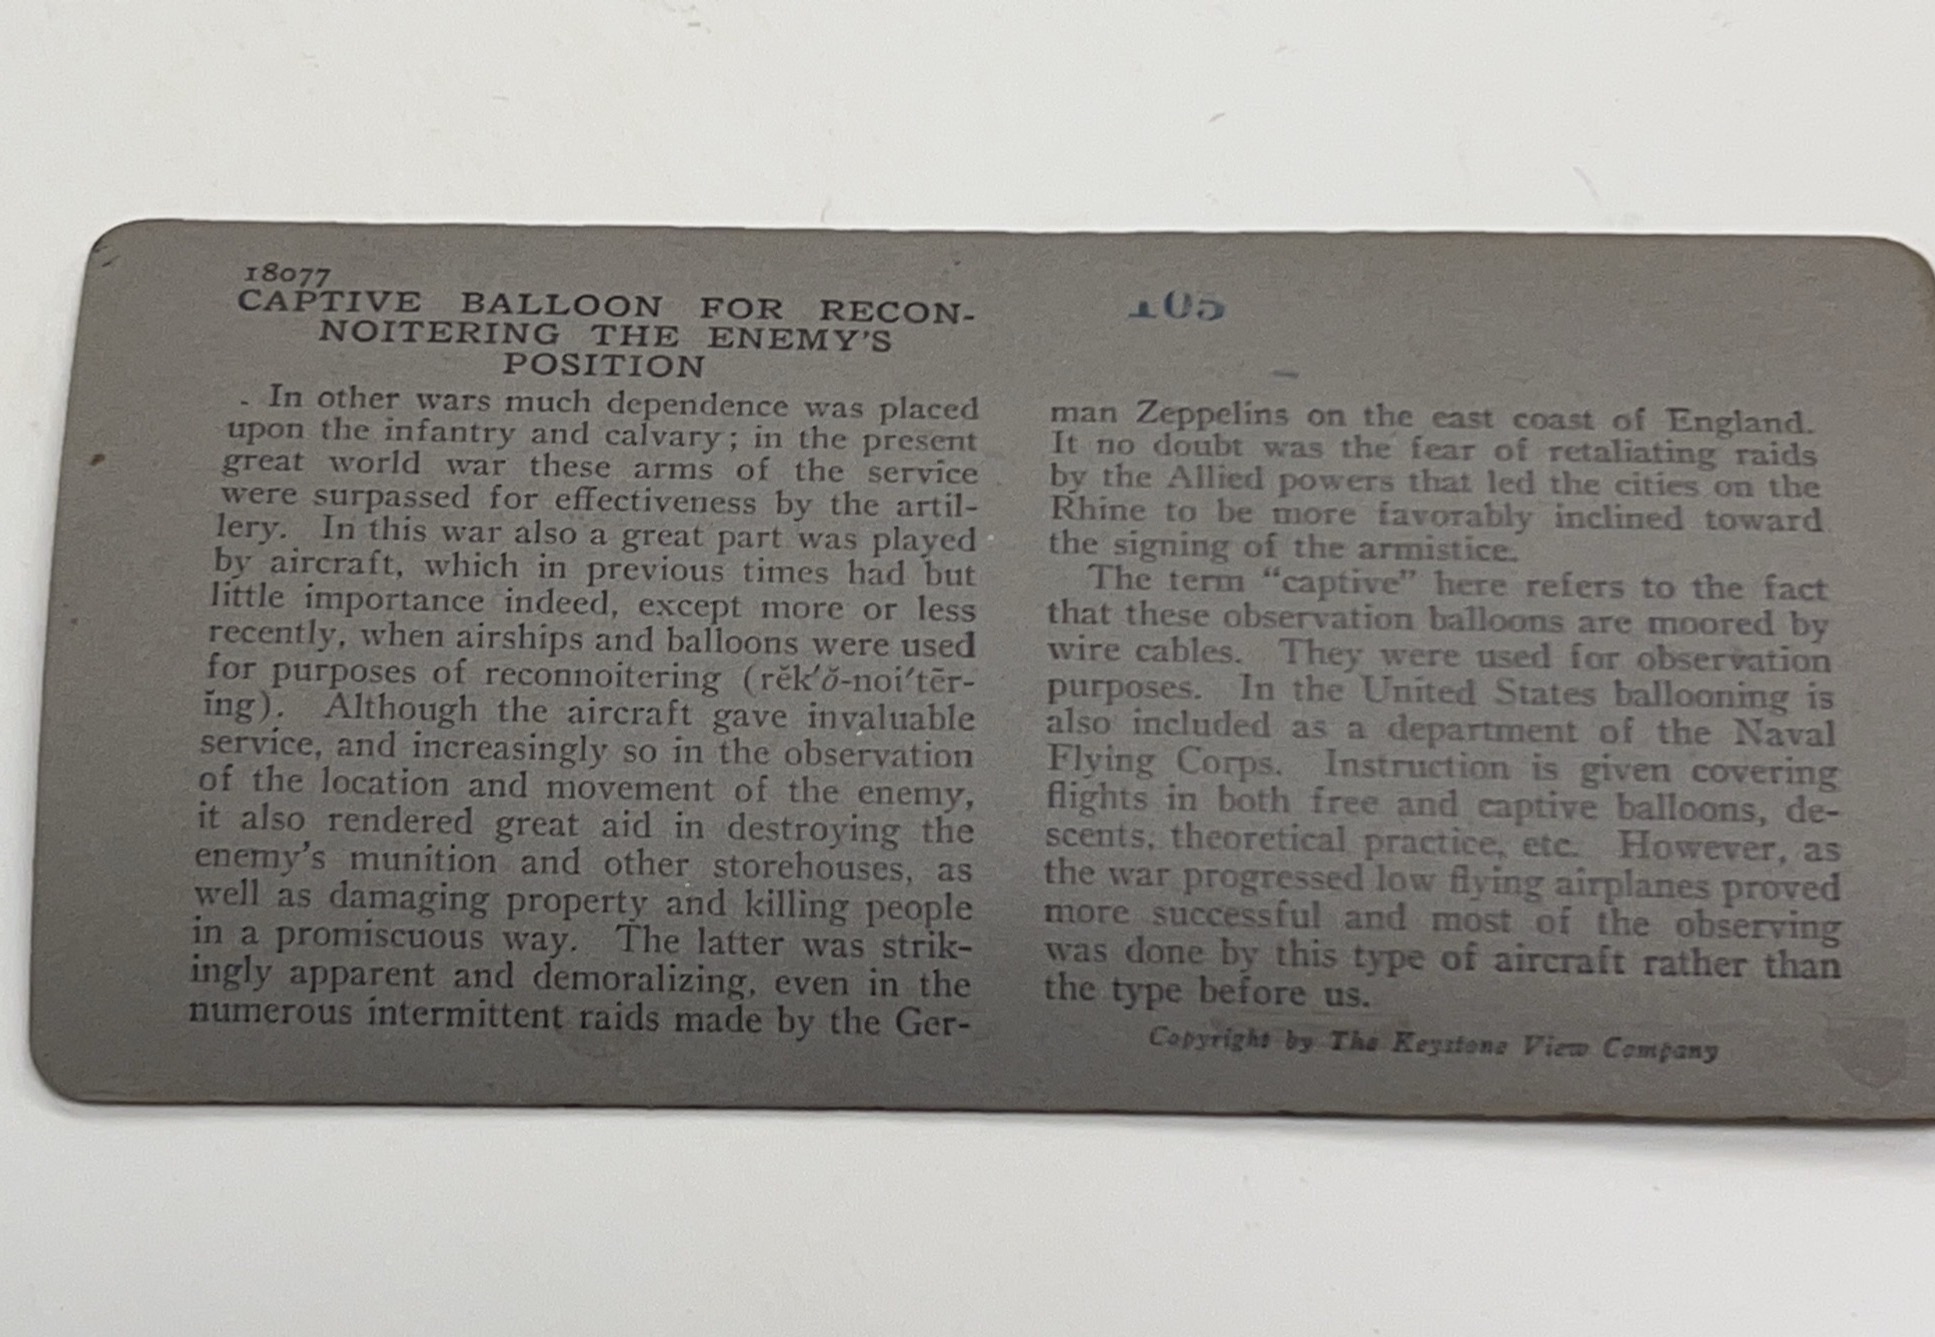 18077
CAPTIVE BALLOON FOR RECON-
NOITERING THE ENEMY'S
POSITION
In other wars much dependence was placed
upon the infantry and calvary; in the present
great world war these arms of the service
were surpassed for effectiveness by the artil-
lery. In this war also a great part was played
by aircraft, which in previous times had but
little importance indeed, except more or less
recently, when airships and balloons were used
for purposes of reconnoitering (rĕk′ŏ-noi′tēr-
ĭng). Although the aircraft gave invaluable
service, and increasingly so in the observation
of the location and movement of the enemy,
it also rendered great aid in destroying the
enemy's munition and other storehouses, as
well as damaging property and killing people
in a promiscuous way. The latter was strik-
ingly apparent and demoralizing, even in the
numerous intermittent raids made by the Ger-
105
man Zeppelins on the east coast of England.
It no doubt was the fear of retaliating raids
by the Allied powers that led the cities on the
Rhine to be more favorably inclined toward
the signing of the armistice.
The term "captive" here refers to the fact
that these observation balloons are moored by
wire cables. They were used for observation
purposes. In the United States ballooning is
also included as a department of the Naval
Flying Corps. Instruction is given covering
flights in both free and captive balloons, de-
scents, theoretical practice, etc. However, as
the war progressed low flying airplanes proved
more successful and most of the observing
was done by this type of aircraft rather than
the type before us.
Copyright by The Keystone View Company